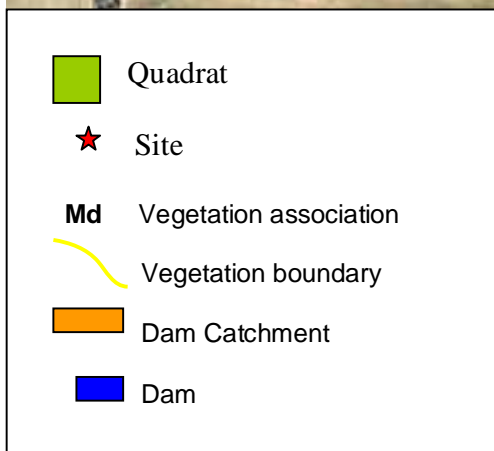 Quadrat
Site
Md Vegetation association
Vegetation boundary
Dam Catchment
Dam